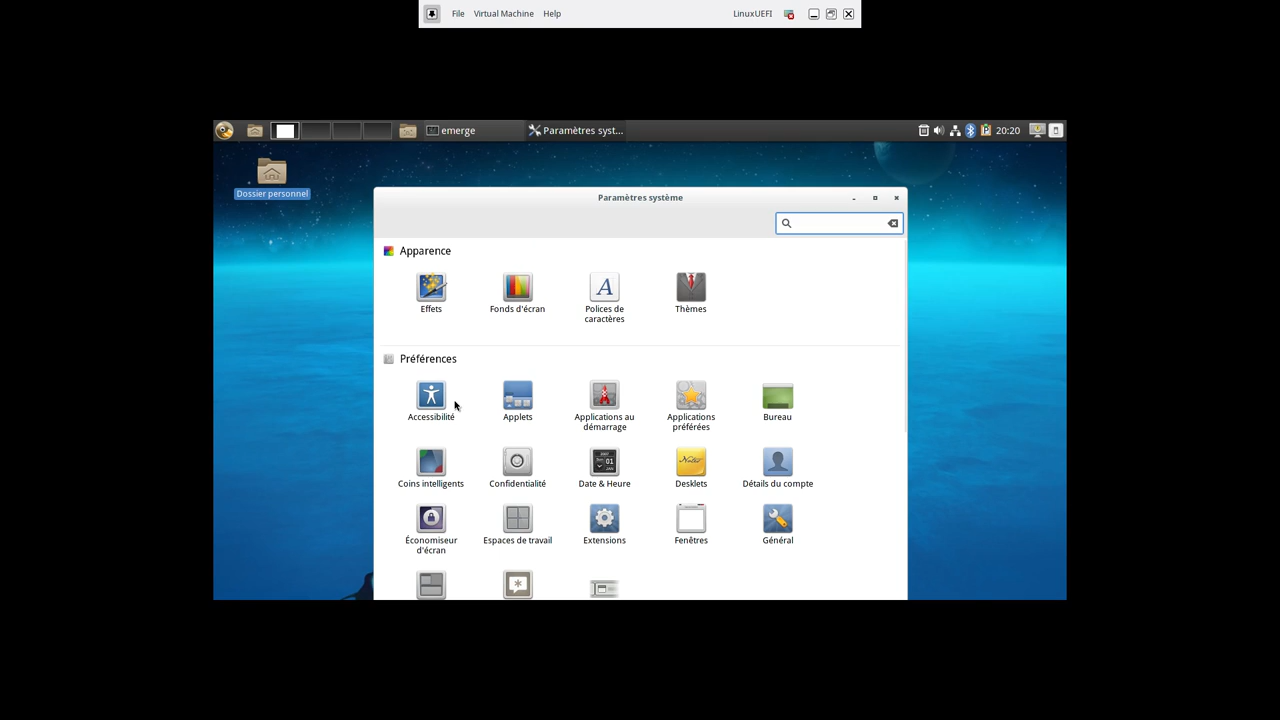 File Virtual Machine Help LinuxUEFI
emerge Paramètres syst... 20:20
Dossier personnel
Paramètres système
Apparence
Effets Fonds d'écran Polices de Thèmes
caractères
Préférences
Accessibilité Applets Applications au Applications Bureau
démarrage préférées
Coins intelligents Confidentialité Date & Heure Desklets Détails du compte
Économiseur Espaces de travail Extensions Fenêtres Général
d'écran